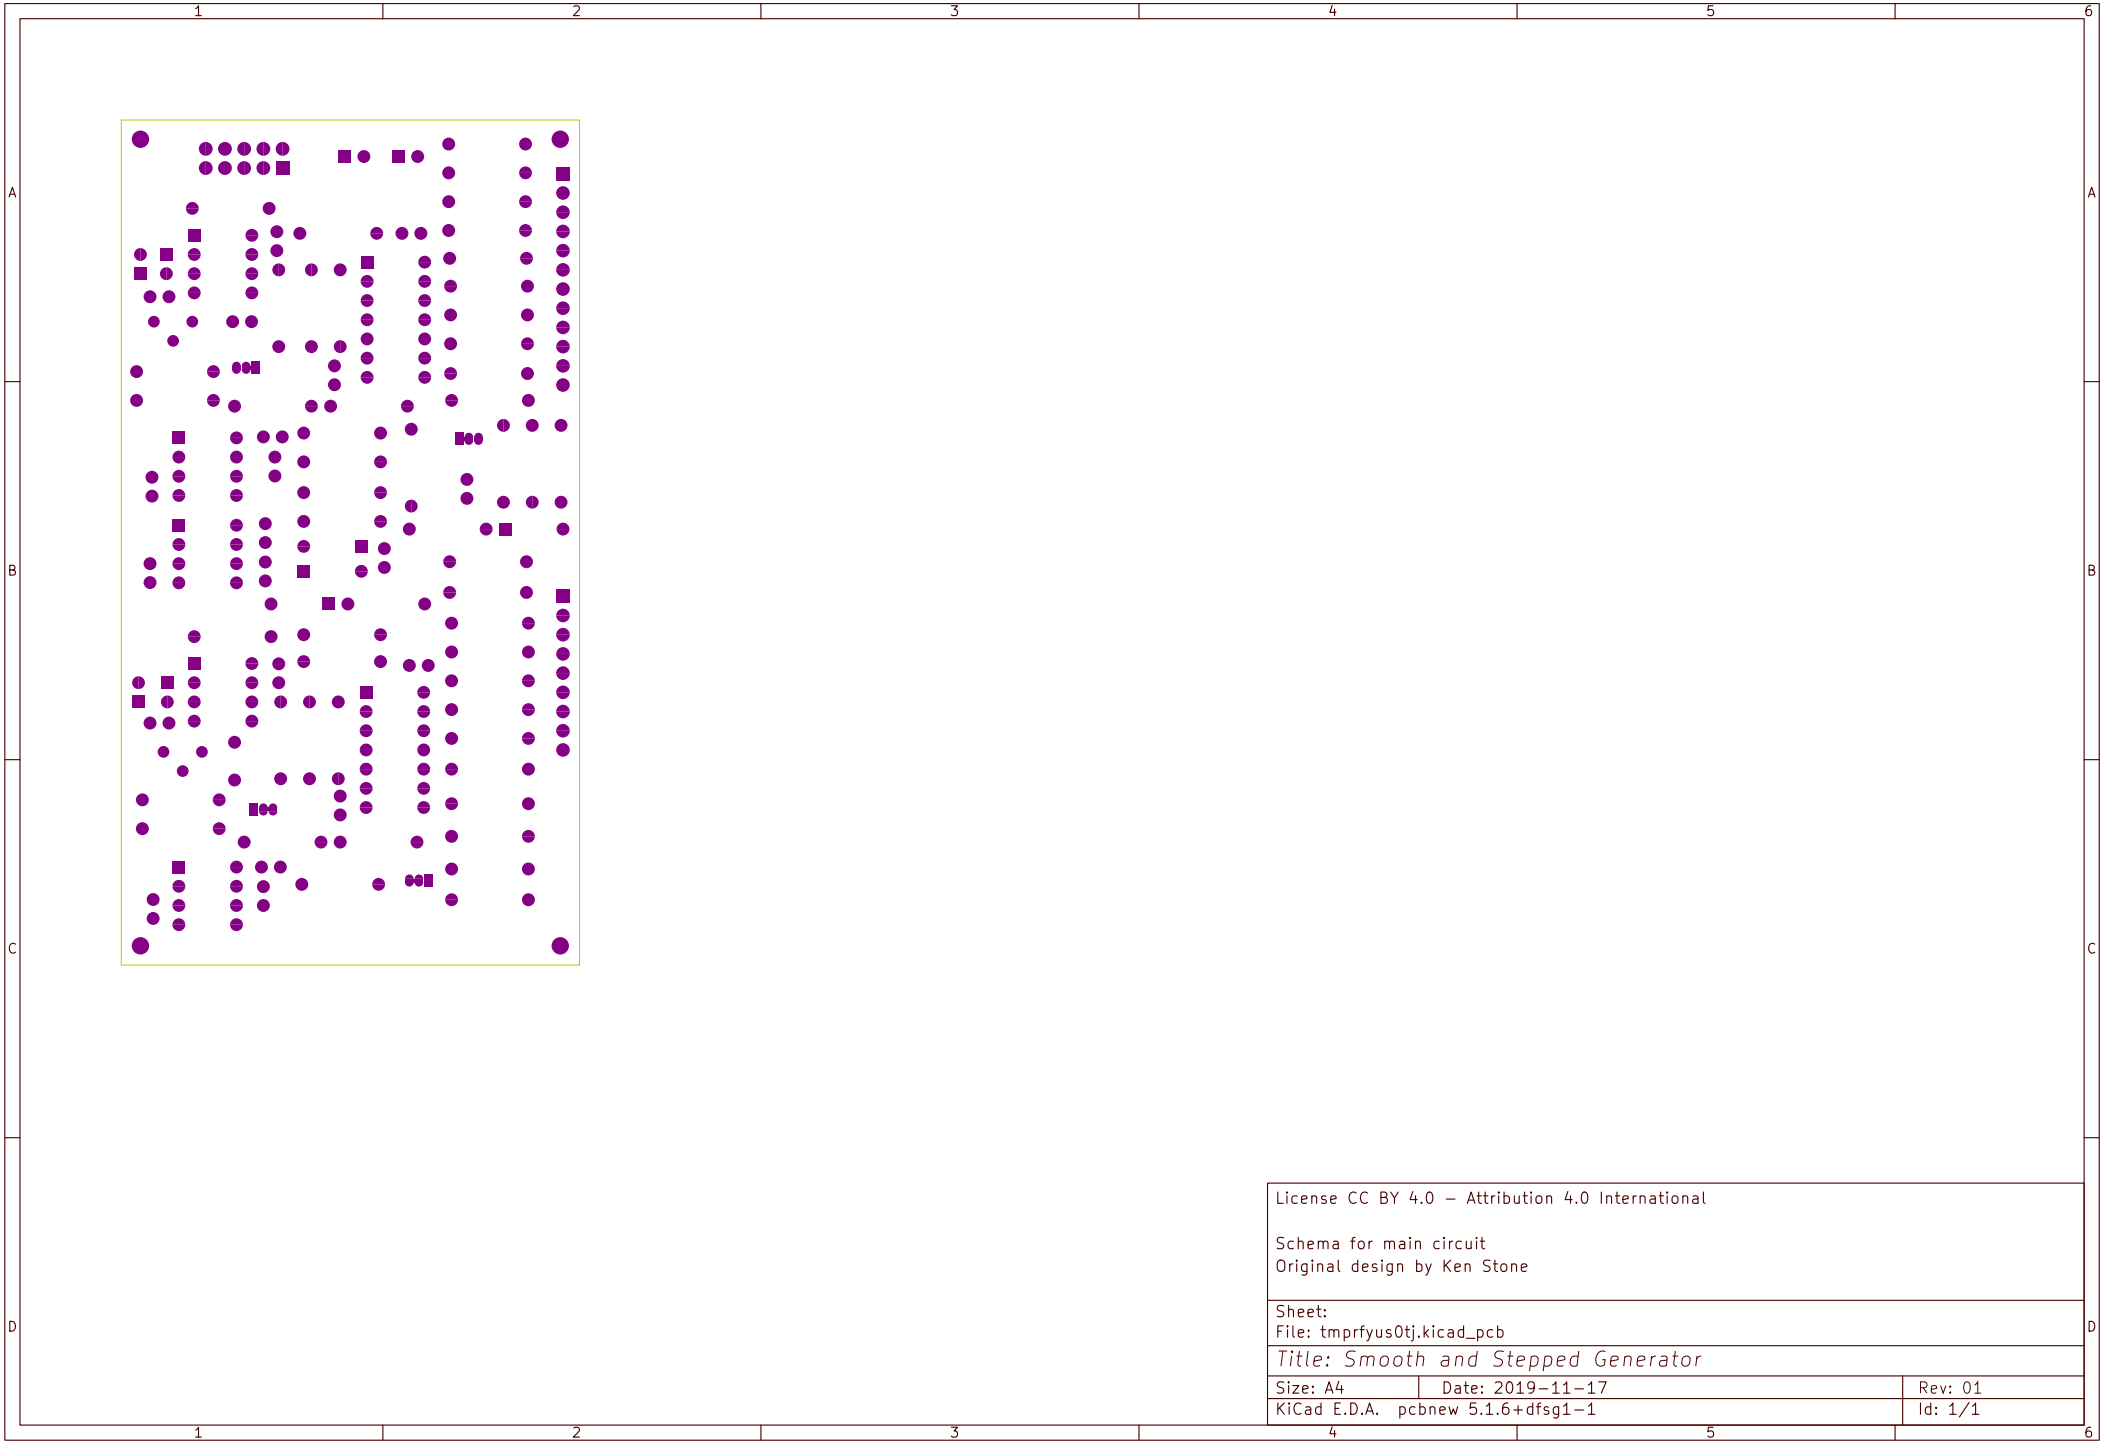 1 2 3 4 5 6
A A
B B
C C
D D
License CC BY 4.0 – Attribution 4.0 International
Schema for main circuit
Original design by Ken Stone
Sheet:
File: tmprfyus0tj.kicad_pcb
Title: Smooth and Stepped Generator
Size: A4 Date: 2019-11-17 Rev: 01
KiCad E.D.A. pcbnew 5.1.6+dfsg1-1 Id: 1/1
1 2 3 4 5 6